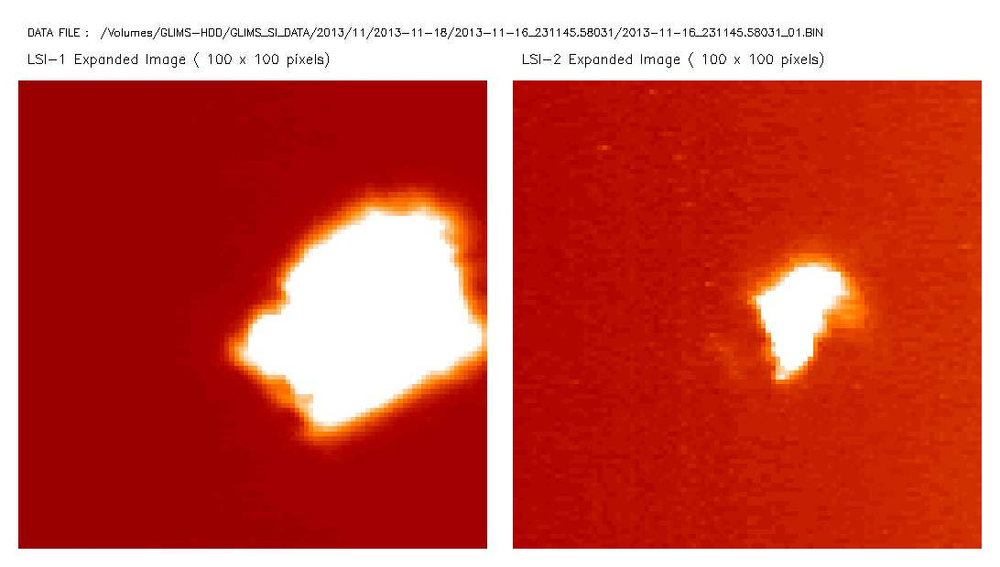 DATA FILE : /Volumes/GLIMS-HDD/GLIMS_SI_DATA/2013/11/2013-11-18/2013-11-16_231145.58031/2013-11-16_231145.58031_01.BIN
LSI-1 Expanded Image ( 100 x 100 pixels)
LSI-2 Expanded Image ( 100 x 100 pixels)